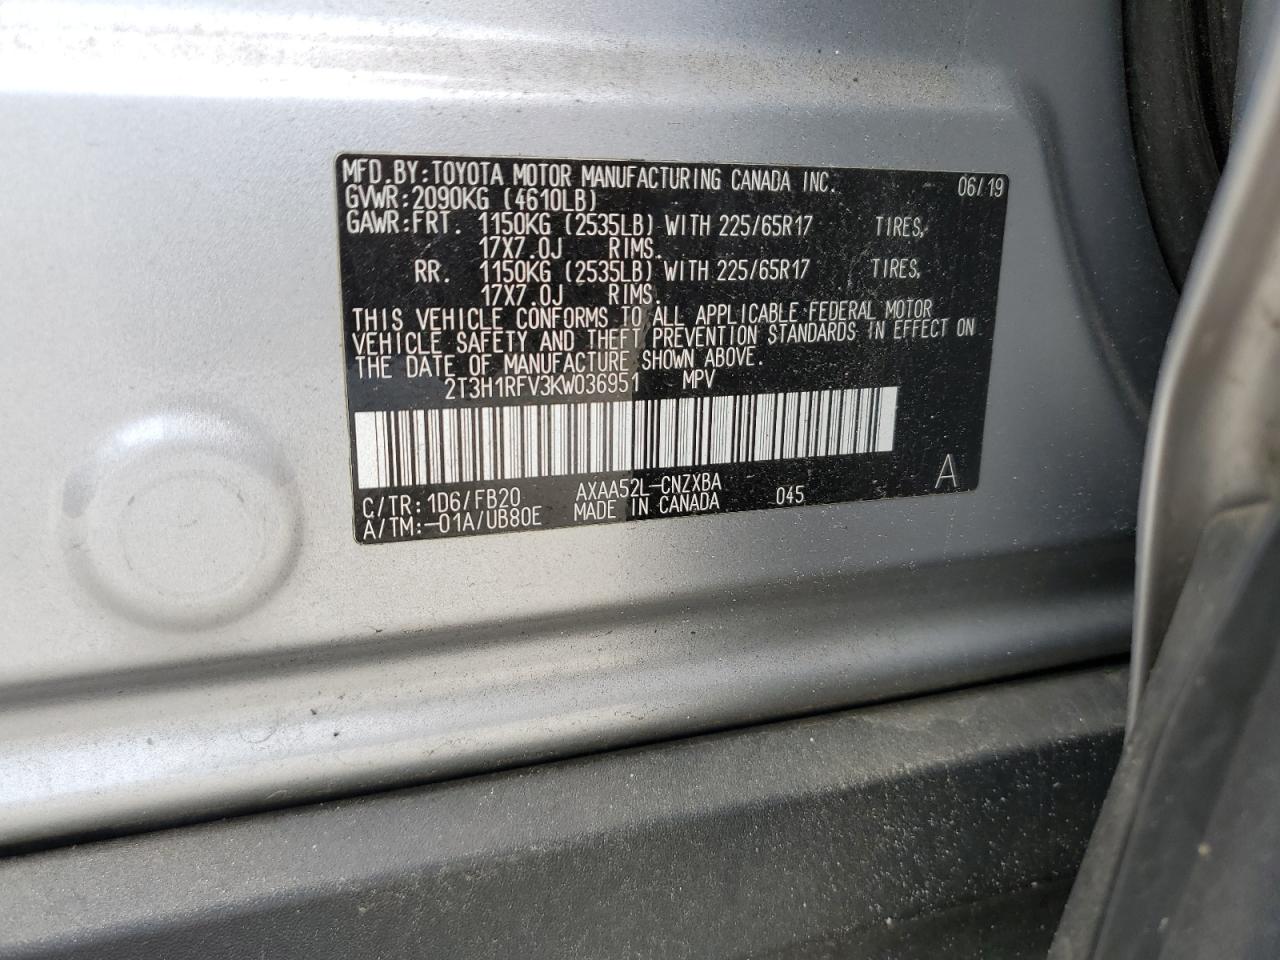 MFD.BY:TOYOTA MOTOR MANUFACTURING CANADA INC. 06/19
GVWR:2090KG (4610LB)
GAWR:FRT. 1150KG (2535LB) WITH 225/65R17 TIRES,
17X7.0J RIMS.
RR. 1150KG (2535LB) WITH 225/65R17 TIRES,
17X7.0J RIMS.
THIS VEHICLE CONFORMS TO ALL APPLICABLE FEDERAL MOTOR
VEHICLE SAFETY AND THEFT PREVENTION STANDARDS IN EFFECT ON
THE DATE OF MANUFACTURE SHOWN ABOVE.
2T3H1RFV3KW036951 MPV
C/TR:1D6/FB20 AXAA52L-CNZXBA 045 A
A/TM:-01A/UB80E MADE IN CANADA